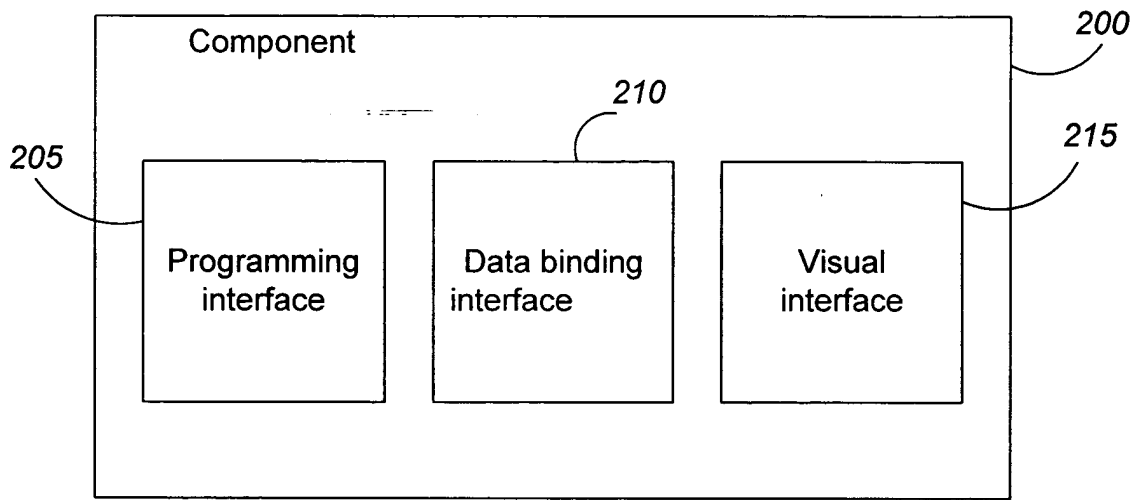 Component
200
210
205
215
Programming
interface
Data binding
interface
Visual
interface